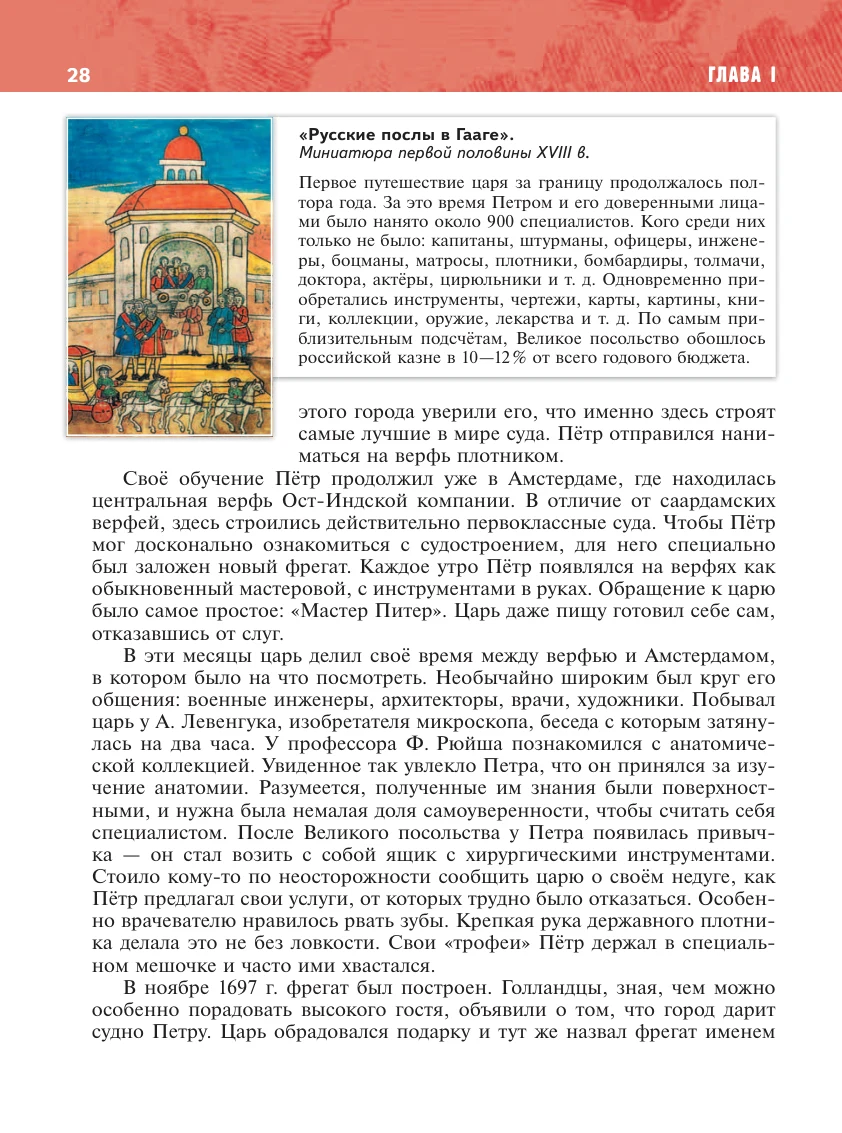 28
ГЛАВА I
«Русские послы в Гааге».
Миниатюра первой половины XVIII в.
Первое путешествие царя за границу продолжалось пол-
тора года. За это время Петром и его доверенными лица-
ми было нанято около 900 специалистов. Кого среди них
только не было: капитаны, штурманы, офицеры, инжене-
ры, боцманы, матросы, плотники, бомбардиры, толмачи,
доктора, актёры, цирюльники и т. д. Одновременно при-
обретались инструменты, чертежи, карты, картины, кни-
ги, коллекции, оружие, лекарства и т. д. По самым при-
близительным подсчётам, Великое посольство обошлось
российской казне в 10—12% от всего годового бюджета.
этого города уверили его, что именно здесь строят
самые лучшие в мире суда. Пётр отправился нани-
маться на верфь плотником.
Своё обучение Пётр продолжил уже в Амстердаме, где находилась
центральная верфь Ост-Индской компании. В отличие от саардамских
верфей, здесь строились действительно первоклассные суда. Чтобы Пётр
мог досконально ознакомиться с судостроением, для него специально
был заложен новый фрегат. Каждое утро Пётр появлялся на верфях как
обыкновенный мастеровой, с инструментами в руках. Обращение к царю
было самое простое: «Мастер Питер». Царь даже пищу готовил себе сам,
отказавшись от слуг.
В эти месяцы царь делил своё время между верфью и Амстердамом,
в котором было на что посмотреть. Необычайно широким был круг его
общения: военные инженеры, архитекторы, врачи, художники. Побывал
царь у А. Левенгука, изобретателя микроскопа, беседа с которым затяну-
лась на два часа. У профессора Ф. Рюйша познакомился с анатомиче-
ской коллекцией. Увиденное так увлекло Петра, что он принялся за изу-
чение анатомии. Разумеется, полученные им знания были поверхност-
ными, и нужна была немалая доля самоуверенности, чтобы считать себя
специалистом. После Великого посольства у Петра появилась привыч-
ка — он стал возить с собой ящик с хирургическими инструментами.
Стоило кому-то по неосторожности сообщить царю о своём недуге, как
Пётр предлагал свои услуги, от которых трудно было отказаться. Особен-
но врачевателю нравилось рвать зубы. Крепкая рука державного плотни-
ка делала это не без ловкости. Свои «трофеи» Пётр держал в специаль-
ном мешочке и часто ими хвастался.
В ноябре 1697 г. фрегат был построен. Голландцы, зная, чем можно
особенно порадовать высокого гостя, объявили о том, что город дарит
судно Петру. Царь обрадовался подарку и тут же назвал фрегат именем